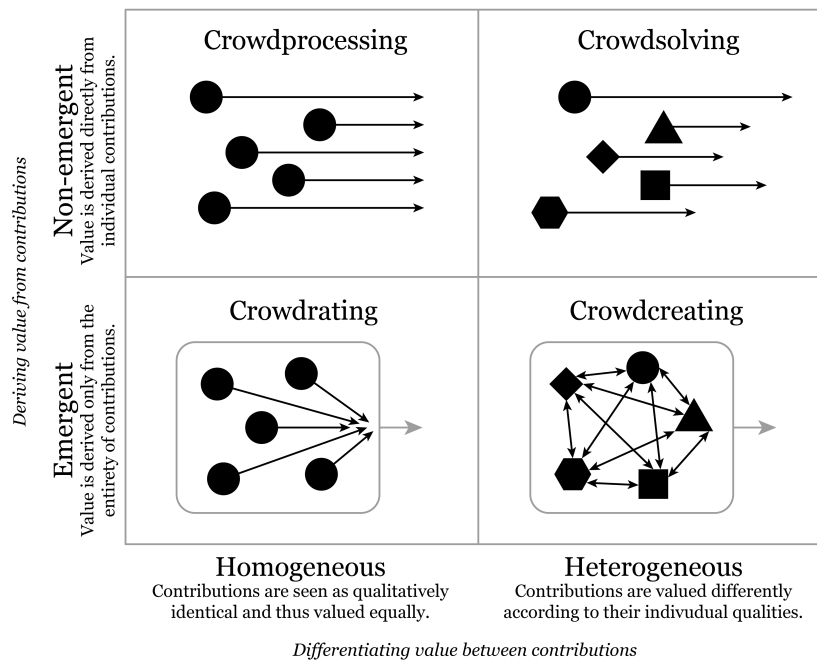 Crowdprocessing
Crowdsolving
Deriving value from contributions
Non-emergent
Value is derived directly from
individual contributions.
Crowdrating
Crowdcreating
Emergent
Value is derived only from the
entirety of contributions.
Homogeneous
Contributions are seen as qualitatively
identical and thus valued equally.
Heterogeneous
Contributions are valued differently
according to their indivudual qualities.
Differentiating value between contributions